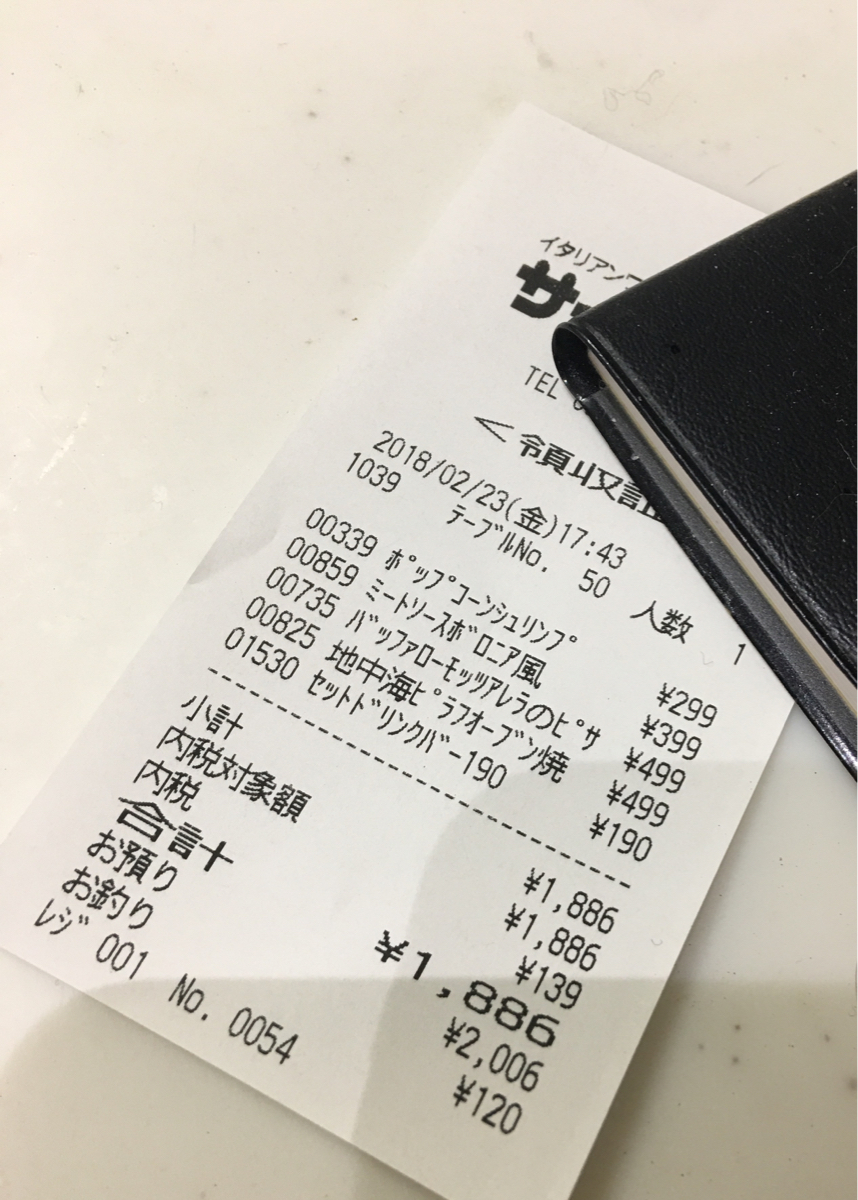 イタリアンワ
サ
TEL
＜領収証
2018/02/23(金)17:43
1039 ﾃｰﾌﾞﾙNo. 50 人数 1
00339 ﾎﾟｯﾌﾟｺｰﾝｼｭﾘﾝﾌﾟ ¥299
00859 ﾐｰﾄｿｰｽﾎﾞﾛﾆｱ風 ¥399
00735 ﾊﾞｯﾌｧﾛｰﾓｯﾂｧﾚﾗのﾋﾟｻ ¥499
00825 地中海ﾋﾟﾗﾌｵｰﾌﾞﾝ焼 ¥499
01530 ｾｯﾄﾄﾞﾘﾝｸﾊﾞｰ190 ¥190
小計 ¥1,886
内税対象額 ¥1,886
内税 ¥139
合計 ¥1,886
お預り ¥2,006
お釣り ¥120
ﾚｼﾞ 001 No. 0054